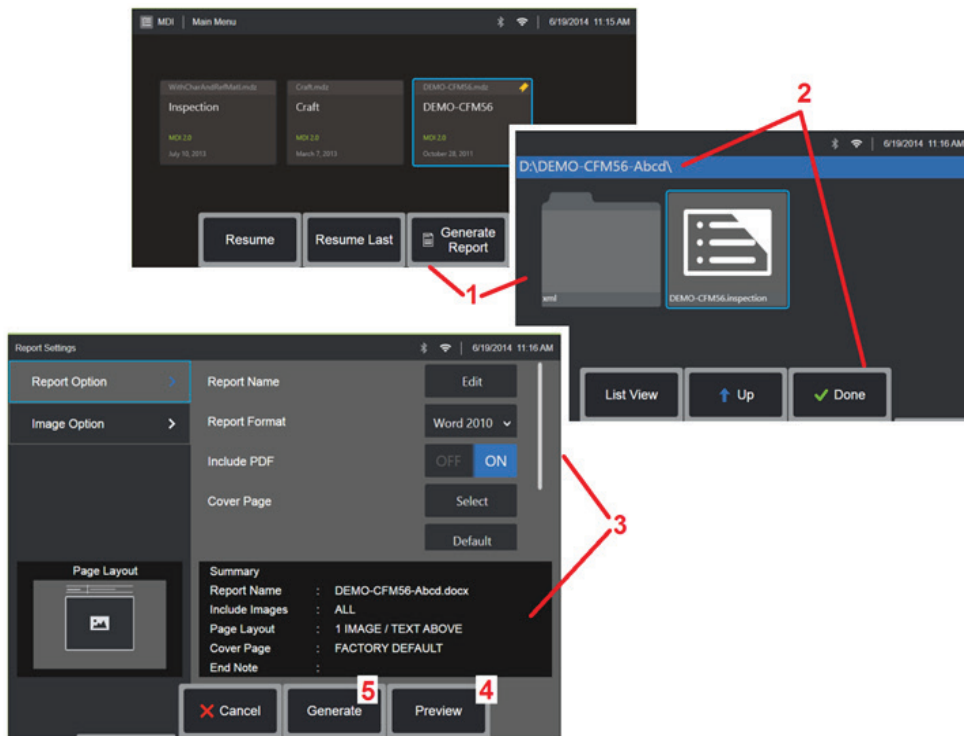 MDI | Main Menu 6/19/2014 11:15 AM
WithCharAndRefMatl.mdz
Inspection
MDI 2.0
July 10, 2013
Craft.mdz
Craft
MDI 2.0
March 7, 2013
DEMO-CFM56.mdz
DEMO-CFM56
MDI 2.0
October 28, 2011
Resume
Resume Last
Generate
Report
1
2
6/19/2014 11:16 AM
D:\DEMO-CFM56-Abcd\
xml
DEMO-CFM56.inspection
List View
Up
Done
Report Settings 6/19/2014 11:16 AM
Report Option
Image Option
Report Name Edit
Report Format Word 2010
Include PDF OFF ON
Cover Page Select
Default
3
Page Layout
Summary
Report Name : DEMO-CFM56-Abcd.docx
Include Images : ALL
Page Layout : 1 IMAGE / TEXT ABOVE
Cover Page : FACTORY DEFAULT
End Note :
Cancel
Generate
5
Preview
4